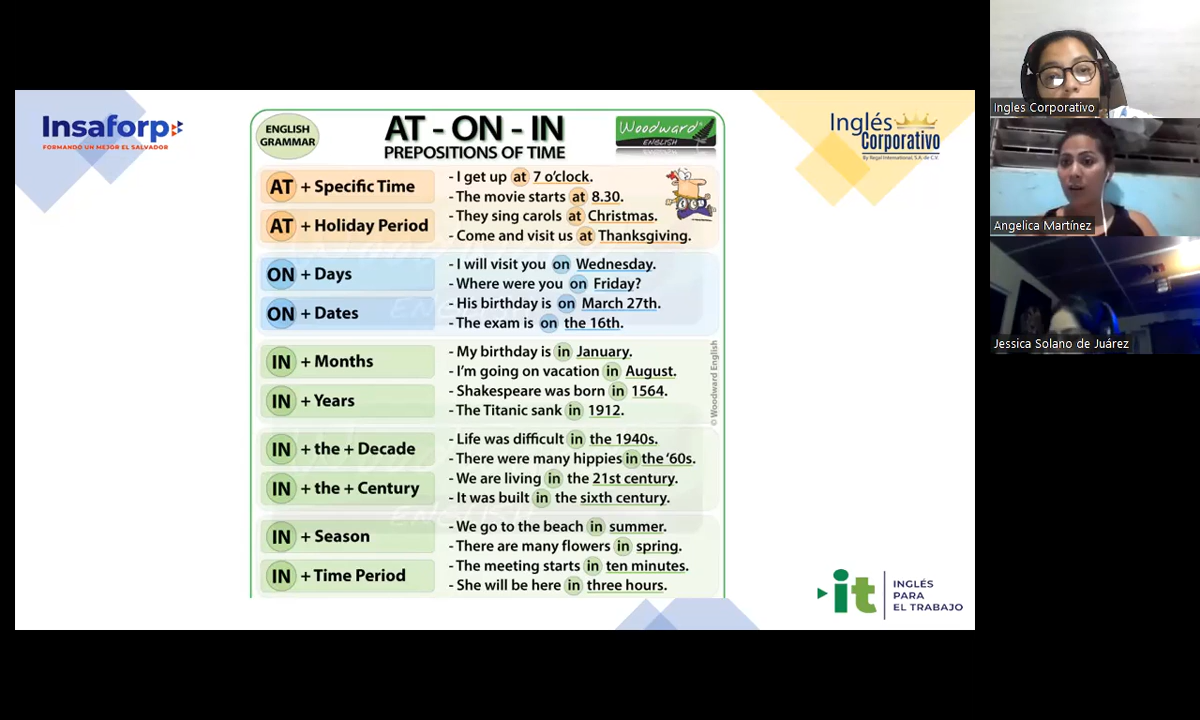 Insaforp
FORMANDO UN MEJOR EL SALVADOR
ENGLISH
GRAMMAR
AT - ON - IN
PREPOSITIONS OF TIME
Woodward®
ENGLISH
Inglés
Corporativo
By Regal International, S.A. de C.V.
AT + Specific Time
- I get up at 7 o'clock.
- The movie starts at 8.30.
AT + Holiday Period
- They sing carols at Christmas.
- Come and visit us at Thanksgiving.
ON + Days
- I will visit you on Wednesday.
- Where were you on Friday?
ON + Dates
- His birthday is on March 27th.
- The exam is on the 16th.
IN + Months
- My birthday is in January.
- I'm going on vacation in August.
IN + Years
- Shakespeare was born in 1564.
- The Titanic sank in 1912.
IN + the + Decade
- Life was difficult in the 1940s.
- There were many hippies in the '60s.
IN + the + Century
- We are living in the 21st century.
- It was built in the sixth century.
IN + Season
- We go to the beach in summer.
- There are many flowers in spring.
IN + Time Period
- The meeting starts in ten minutes.
- She will be here in three hours.
© Woodward English
it
INGLÉS
PARA
EL TRABAJO
Ingles Corporativo
Angelica Martínez
Jessica Solano de Juárez